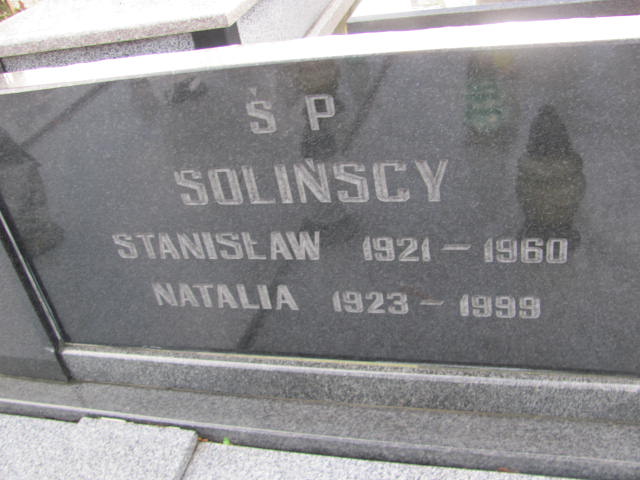 Ś P
SOLIŃSCY
STANISŁAW 1921 - 1960
NATALIA 1923 - 1999